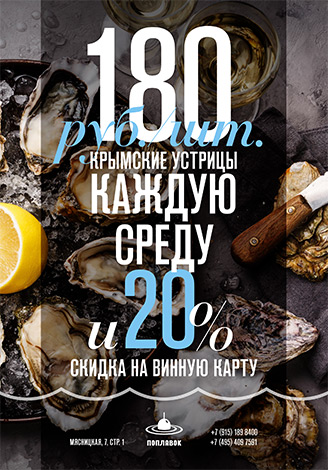 180
руб./шт.
КРЫМСКИЕ УСТРИЦЫ
КАЖДУЮ
СРЕДУ
и 20%
СКИДКА НА ВИННУЮ КАРТУ
МЯСНИЦКАЯ, 7, СТР. 1
ПОПЛАВОК
+7 (915) 189 8400
+7 (495) 409 7561